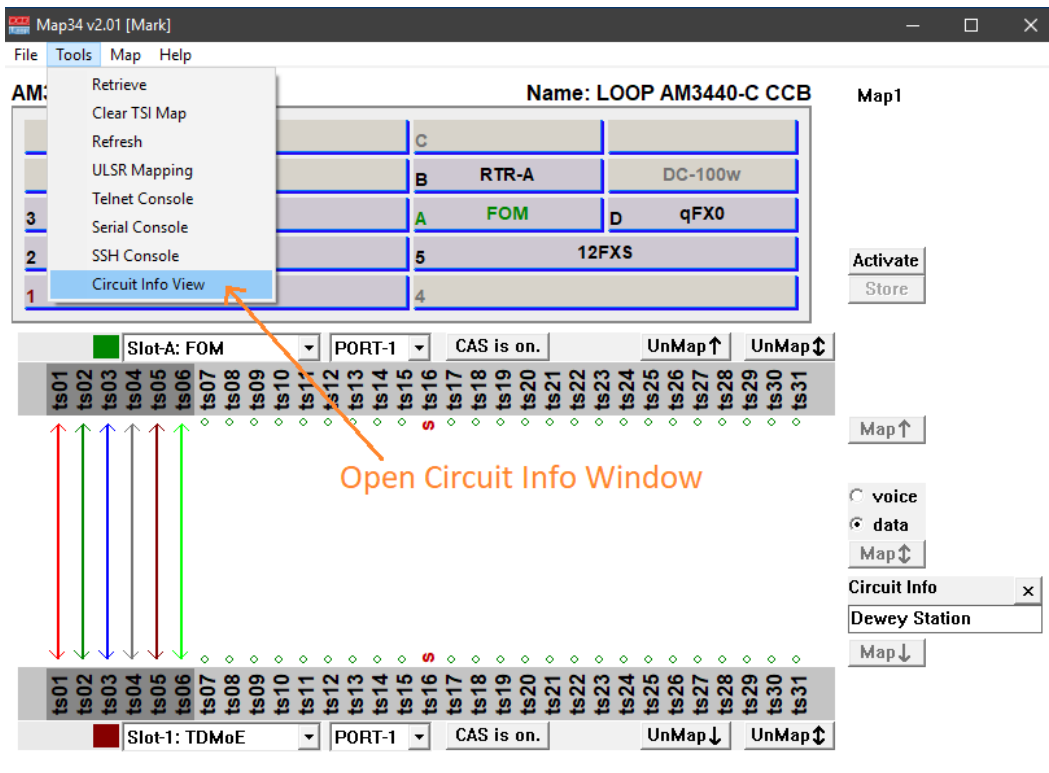 Map34 v2.01 [Mark]
File Tools Map Help
Retrieve
Clear TSI Map
Refresh
ULSR Mapping
Telnet Console
Serial Console
SSH Console
Circuit Info View
Name: LOOP AM3440-C CCB
Map1
C
B RTR-A DC-100w
3 A FOM D qFX0
2 5 12FXS
1 4
Activate
Store
Slot-A: FOM PORT-1 CAS is on. UnMap↑ UnMap↕
ts01 ts02 ts03 ts04 ts05 ts06 ts07 ts08 ts09 ts10 ts11 ts12 ts13 ts14 ts15 ts16 ts17 ts18 ts19 ts20 ts21 ts22 ts23 ts24 ts25 ts26 ts27 ts28 ts29 ts30 ts31
S
Map↑
Open Circuit Info Window
voice
data
Map↕
Circuit Info
Dewey Station
Map↓
S
ts01 ts02 ts03 ts04 ts05 ts06 ts07 ts08 ts09 ts10 ts11 ts12 ts13 ts14 ts15 ts16 ts17 ts18 ts19 ts20 ts21 ts22 ts23 ts24 ts25 ts26 ts27 ts28 ts29 ts30 ts31
Slot-1: TDMoE PORT-1 CAS is on. UnMap↓ UnMap↕